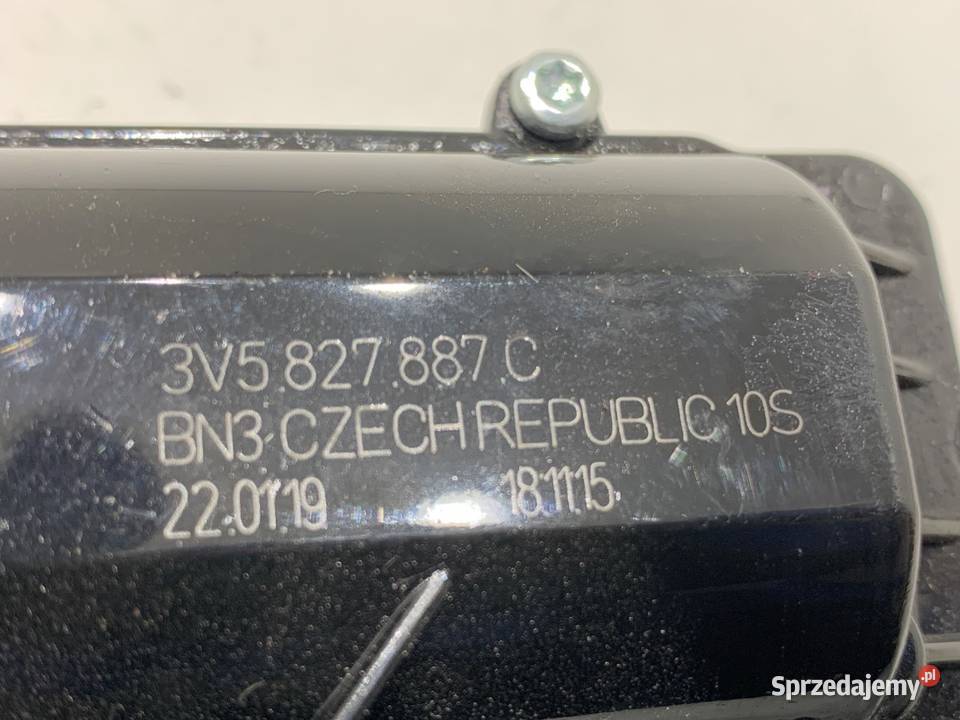 3V5.827.887 C
BN3 CZECH REPUBLIC 10S
22.01.19 18.11.15
Sprzedajemy.pl